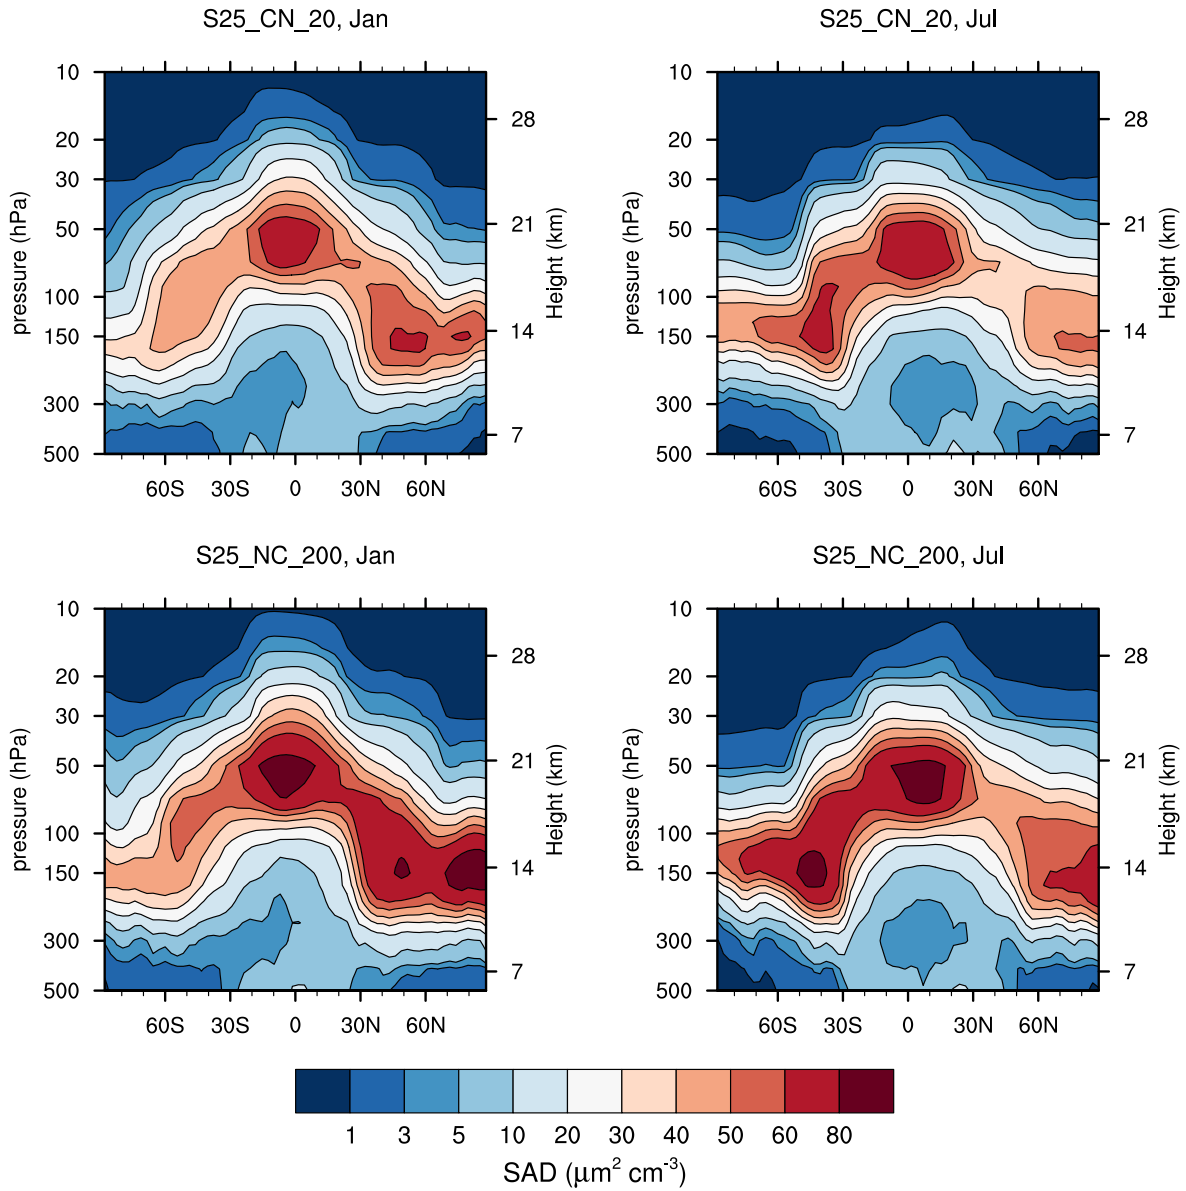 S25_CN_20, Jan
10
20
30
50
100
150
300
500
pressure (hPa)
28
21
14
7
Height (km)
60S 30S 0 30N 60N
S25_CN_20, Jul
10
20
30
50
100
150
300
500
pressure (hPa)
28
21
14
7
Height (km)
60S 30S 0 30N 60N
S25_NC_200, Jan
10
20
30
50
100
150
300
500
pressure (hPa)
28
21
14
7
Height (km)
60S 30S 0 30N 60N
S25_NC_200, Jul
10
20
30
50
100
150
300
500
pressure (hPa)
28
21
14
7
Height (km)
60S 30S 0 30N 60N
1 3 5 10 20 30 40 50 60 80
SAD (μm² cm⁻³)